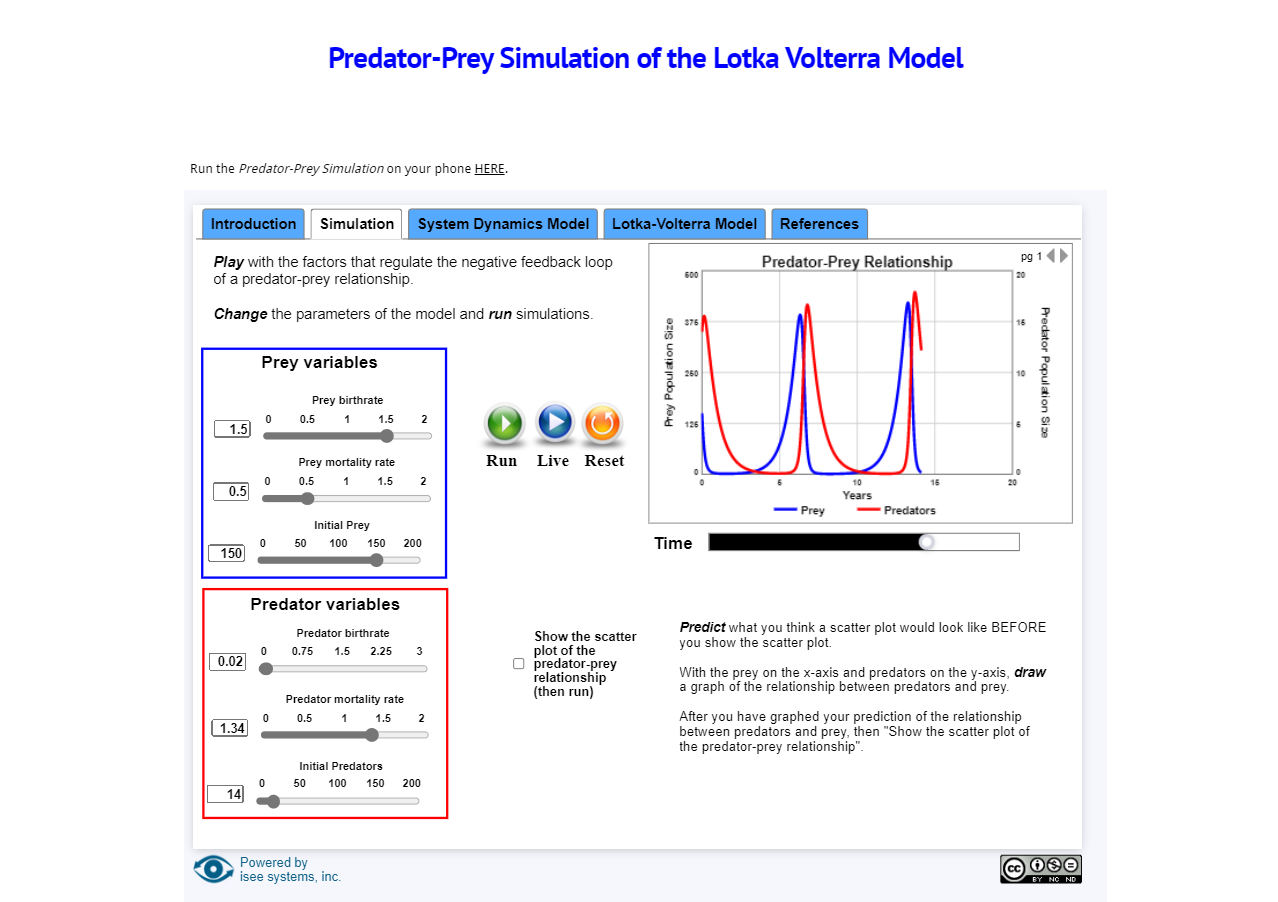 Predator-Prey Simulation of the Lotka Volterra Model
Run the Predator-Prey Simulation on your phone HERE.
Introduction
Simulation
System Dynamics Model
Lotka-Volterra Model
References
Play with the factors that regulate the negative feedback loop
of a predator-prey relationship.
Change the parameters of the model and run simulations.
Prey variables
Prey birthrate
0 0.5 1 1.5 2
1.5
Prey mortality rate
0 0.5 1 1.5 2
0.5
Initial Prey
0 50 100 150 200
150
Predator variables
Predator birthrate
0 0.75 1.5 2.25 3
0.02
Predator mortality rate
0 0.5 1 1.5 2
1.34
Initial Predators
0 50 100 150 200
14
Run
Live
Reset
Show the scatter
plot of the
predator-prey
relationship
(then run)
Predator-Prey Relationship
pg 1
Prey Population Size
500
375
250
125
0
Predator Population Size
20
15
10
5
0
0 5 10 15 20
Years
Prey
Predators
Time
Predict what you think a scatter plot would look like BEFORE
you show the scatter plot.
With the prey on the x-axis and predators on the y-axis, draw
a graph of the relationship between predators and prey.
After you have graphed your prediction of the relationship
between predators and prey, then "Show the scatter plot of
the predator-prey relationship".
Powered by
isee systems, inc.
cc
BY NC ND